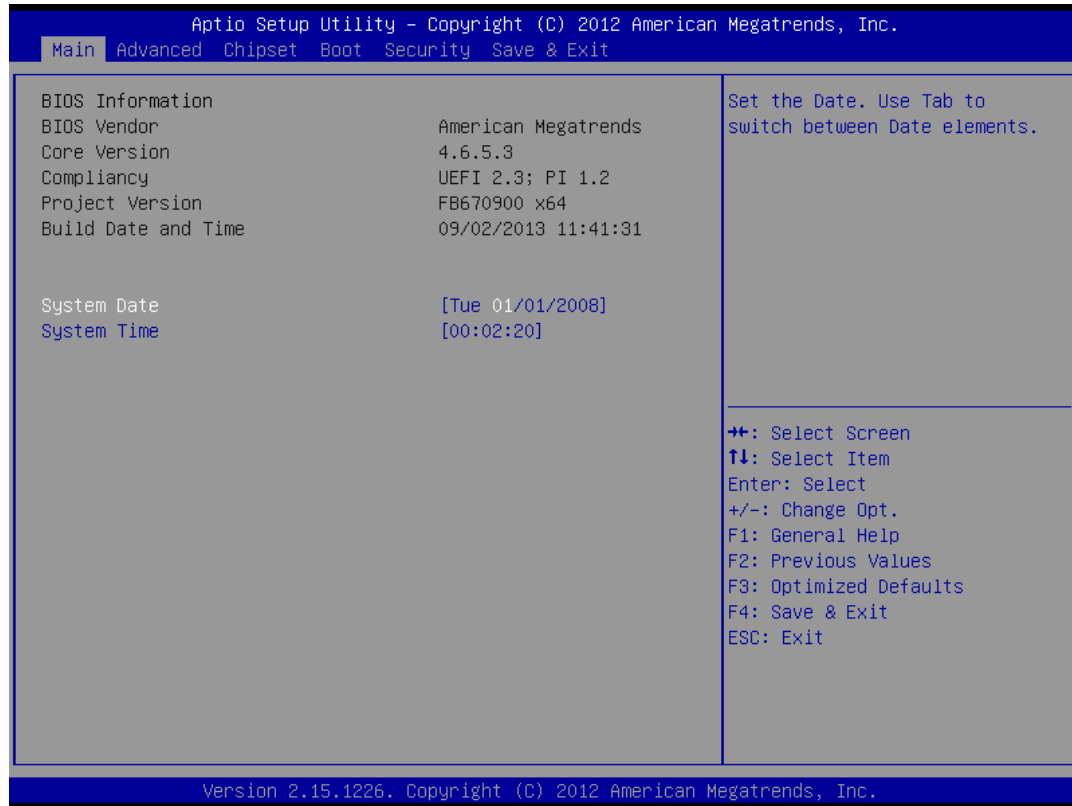 Aptio Setup Utility – Copyright (C) 2012 American Megatrends, Inc.
Main Advanced Chipset Boot Security Save & Exit
BIOS Information
BIOS Vendor American Megatrends
Core Version 4.6.5.3
Compliancy UEFI 2.3; PI 1.2
Project Version FB670900 x64
Build Date and Time 09/02/2013 11:41:31
System Date [Tue 01/01/2008]
System Time [00:02:20]
Set the Date. Use Tab to
switch between Date elements.
→←: Select Screen
↑↓: Select Item
Enter: Select
+/-: Change Opt.
F1: General Help
F2: Previous Values
F3: Optimized Defaults
F4: Save & Exit
ESC: Exit
Version 2.15.1226. Copyright (C) 2012 American Megatrends, Inc.